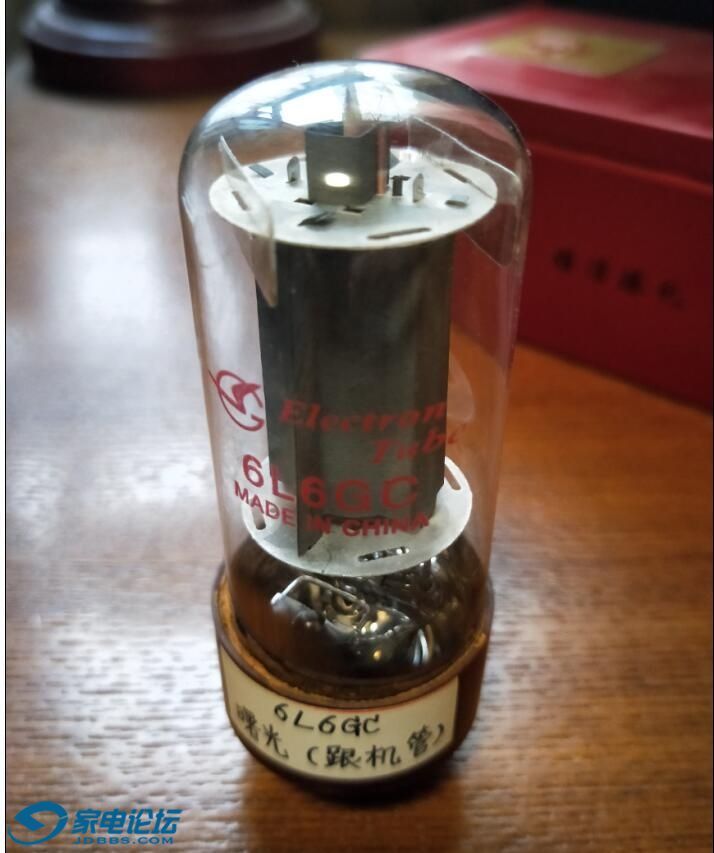 Electron
Tube
6L6GC
MADE IN CHINA
6L6GC
曙光（跟机管）
家电论坛
JDBBS.COM